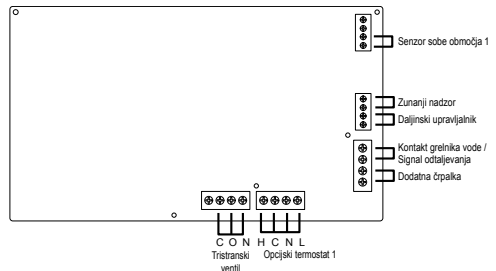 Senzor sobe območja 1
Zunanji nadzor
Daljinski upravljalnik
Kontakt grelnika vode /
Signal odtaljevanja
Dodatna črpalka
C O N H C N L
Tristranski
ventil
Opcijski termostat 1